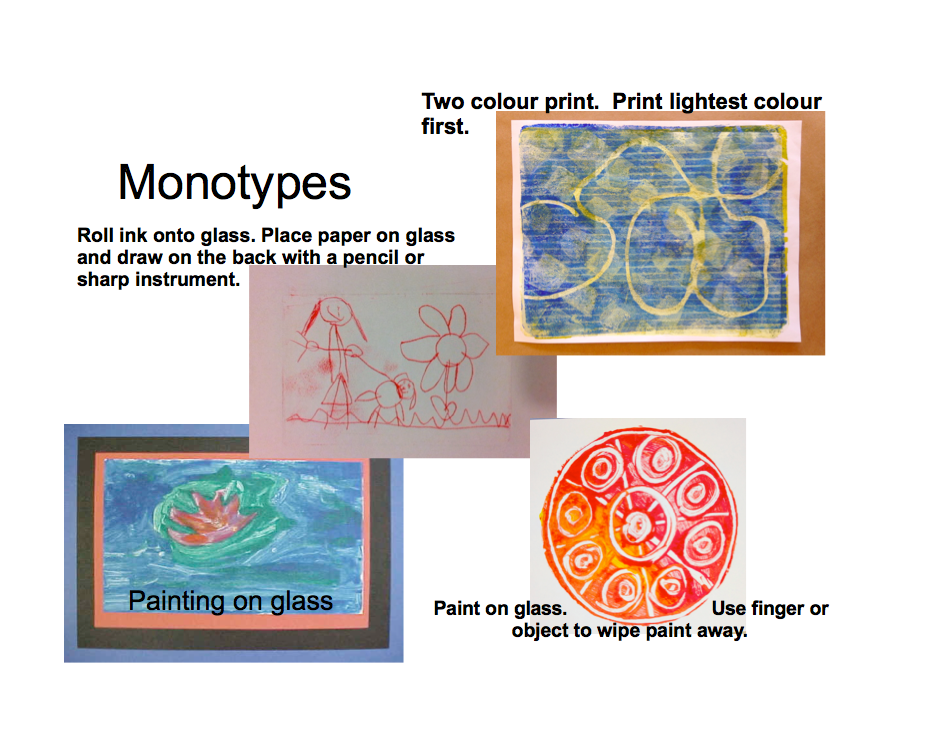 Two colour print.  Print lightest colour
first.
Monotypes
Roll ink onto glass. Place paper on glass
and draw on the back with a pencil or
sharp instrument.
Painting on glass
Paint on glass. Use finger or
object to wipe paint away.